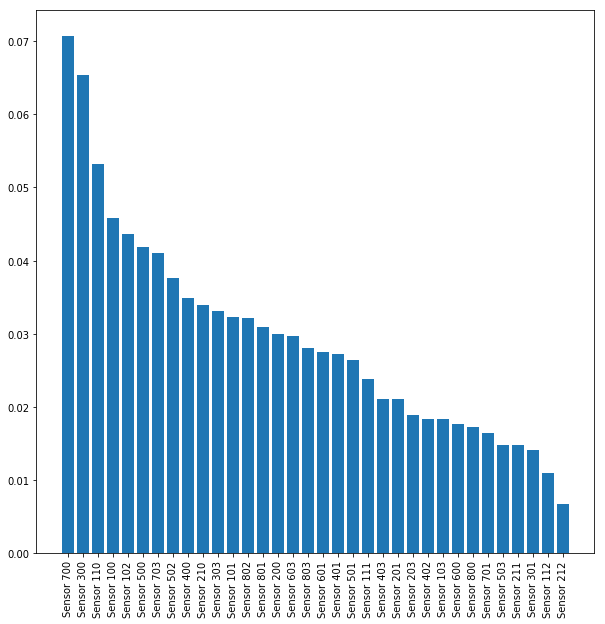 0.07
0.06
0.05
0.04
0.03
0.02
0.01
0.00
Sensor 700
Sensor 300
Sensor 110
Sensor 100
Sensor 102
Sensor 500
Sensor 703
Sensor 502
Sensor 400
Sensor 210
Sensor 303
Sensor 101
Sensor 802
Sensor 801
Sensor 200
Sensor 603
Sensor 803
Sensor 601
Sensor 401
Sensor 501
Sensor 111
Sensor 403
Sensor 201
Sensor 203
Sensor 402
Sensor 103
Sensor 600
Sensor 800
Sensor 701
Sensor 503
Sensor 211
Sensor 301
Sensor 112
Sensor 212